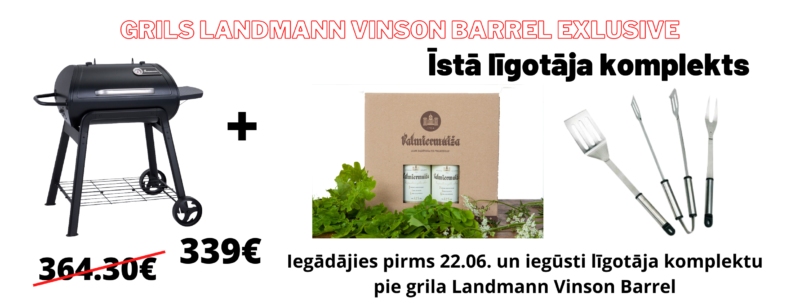 GRILS LANDMANN VINSON BARREL EXLUSIVE
Īstā līgotāja komplekts
+
Valmiermuiža
364.30€
339€
Iegādājies pirms 22.06. un iegūsti līgotāja komplektu
pie grila Landmann Vinson Barrel